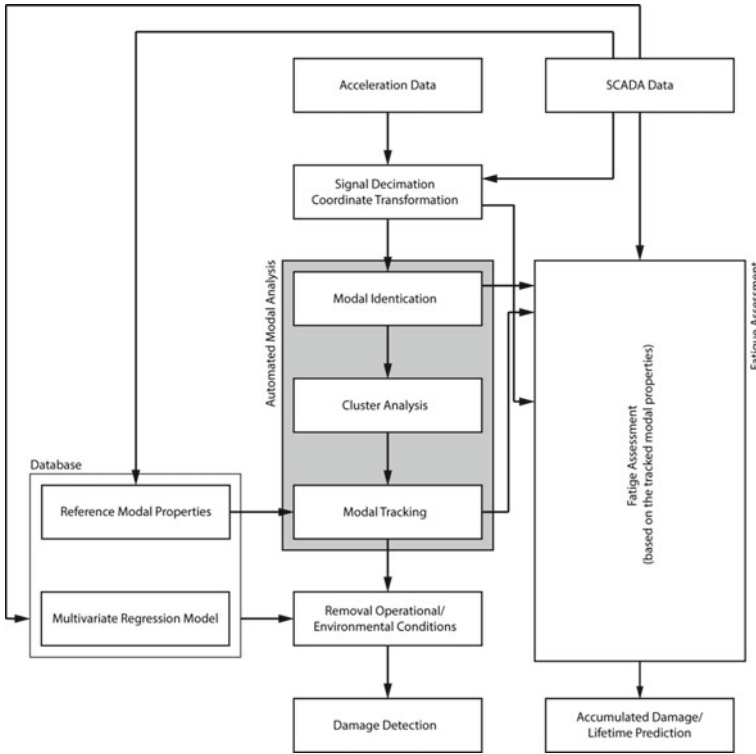 Acceleration Data
SCADA Data
Signal Decimation
Coordinate Transformation
Automated Modal Analysis
Modal Identication
Cluster Analysis
Modal Tracking
Database
Reference Modal Properties
Multivariate Regression Model
Removal Operational/
Environmental Conditions
Damage Detection
Fatige Assessment
(based on the tracked modal properties)
Fatigue Assessment
Accumulated Damage/
Lifetime Prediction